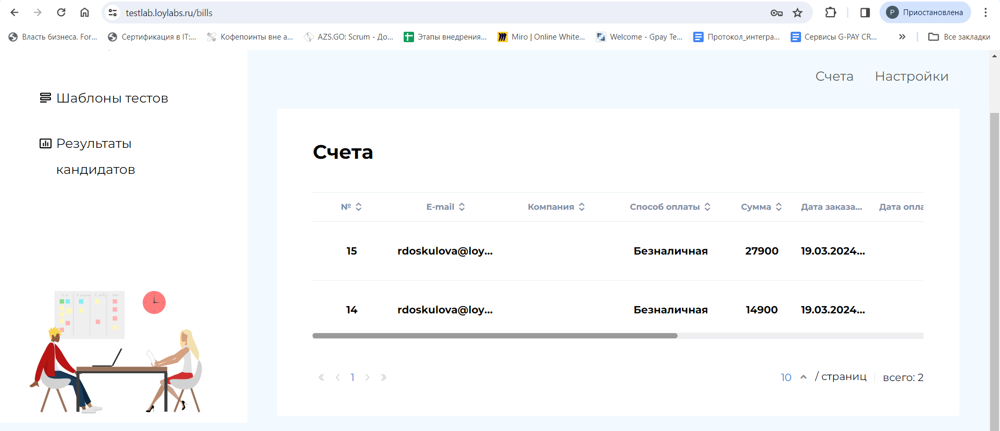 testlab.loylabs.ru/bills
Приостановлена
Власть бизнеса. For...
Сертификация в IT:...
Кофепоинты вне а...
AZS.GO: Scrum - До...
Этапы внедрения...
Miro | Online White...
Welcome - Gpay Te...
Протокол_интегра...
Сервисы G-PAY CR...
Все закладки
Счета Настройки
Шаблоны тестов
Результаты
кандидатов
Счета
№ E-mail Компания Способ оплаты Сумма Дата заказа... Дата опла
15 rdoskulova@loy... Безналичная 27900 19.03.2024...
14 rdoskulova@loy... Безналичная 14900 19.03.2024...
1
10 / страниц всего: 2